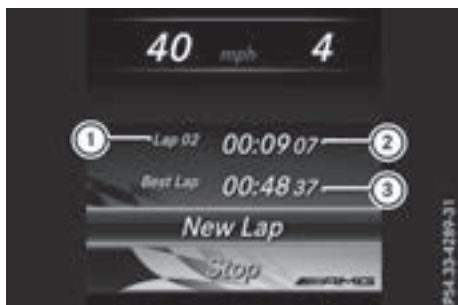 40 mph 4
1 Lap 02 00:09 07 2
Best Lap 00:48 37 3
New Lap
Stop AMG
P54.33-4289-31